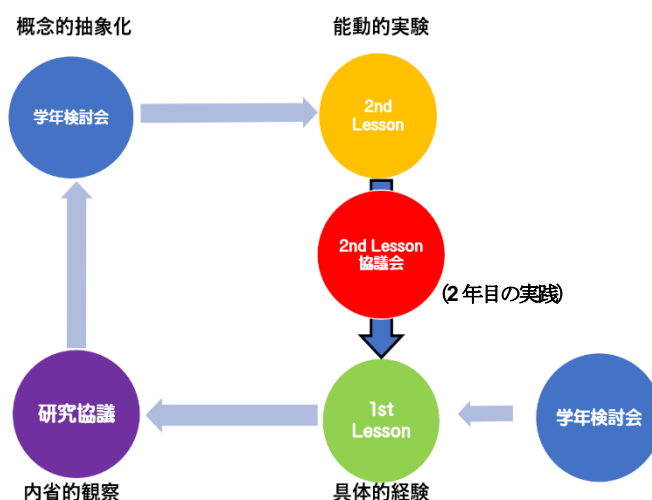 概念的抽象化
能動的実験
学年検討会
2nd
Lesson
2nd Lesson
協議会
(2年目の実践)
研究協議
1st
Lesson
学年検討会
内省的観察
具体的経験